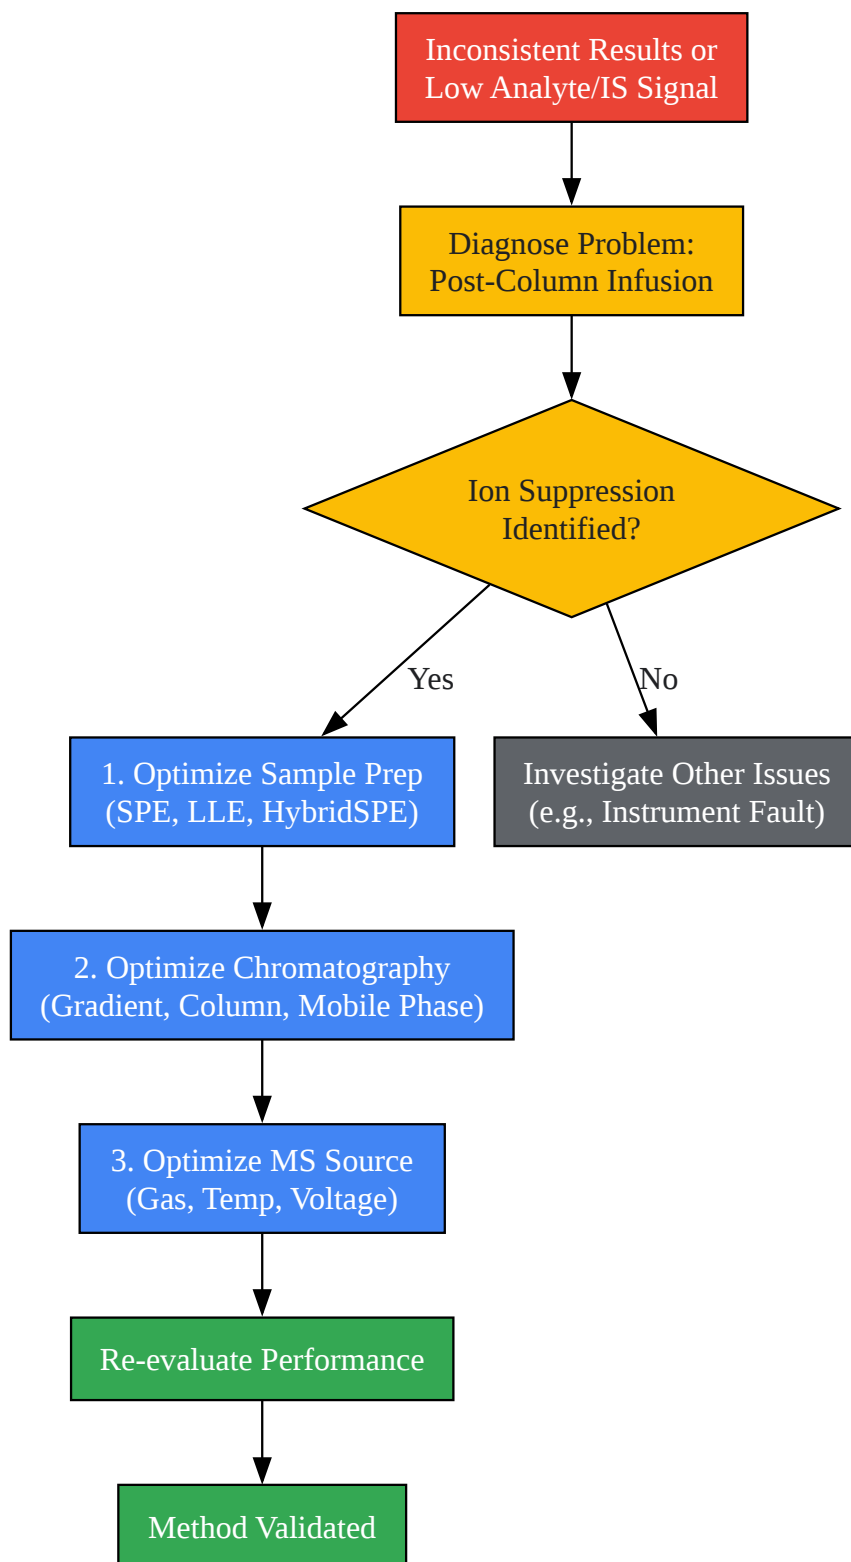 Inconsistent Results or
Low Analyte/IS Signal
Diagnose Problem:
Post-Column Infusion
Ion Suppression
Identified?
Yes
No
1. Optimize Sample Prep
(SPE, LLE, HybridSPE)
Investigate Other Issues
(e.g., Instrument Fault)
2. Optimize Chromatography
(Gradient, Column, Mobile Phase)
3. Optimize MS Source
(Gas, Temp, Voltage)
Re-evaluate Performance
Method Validated